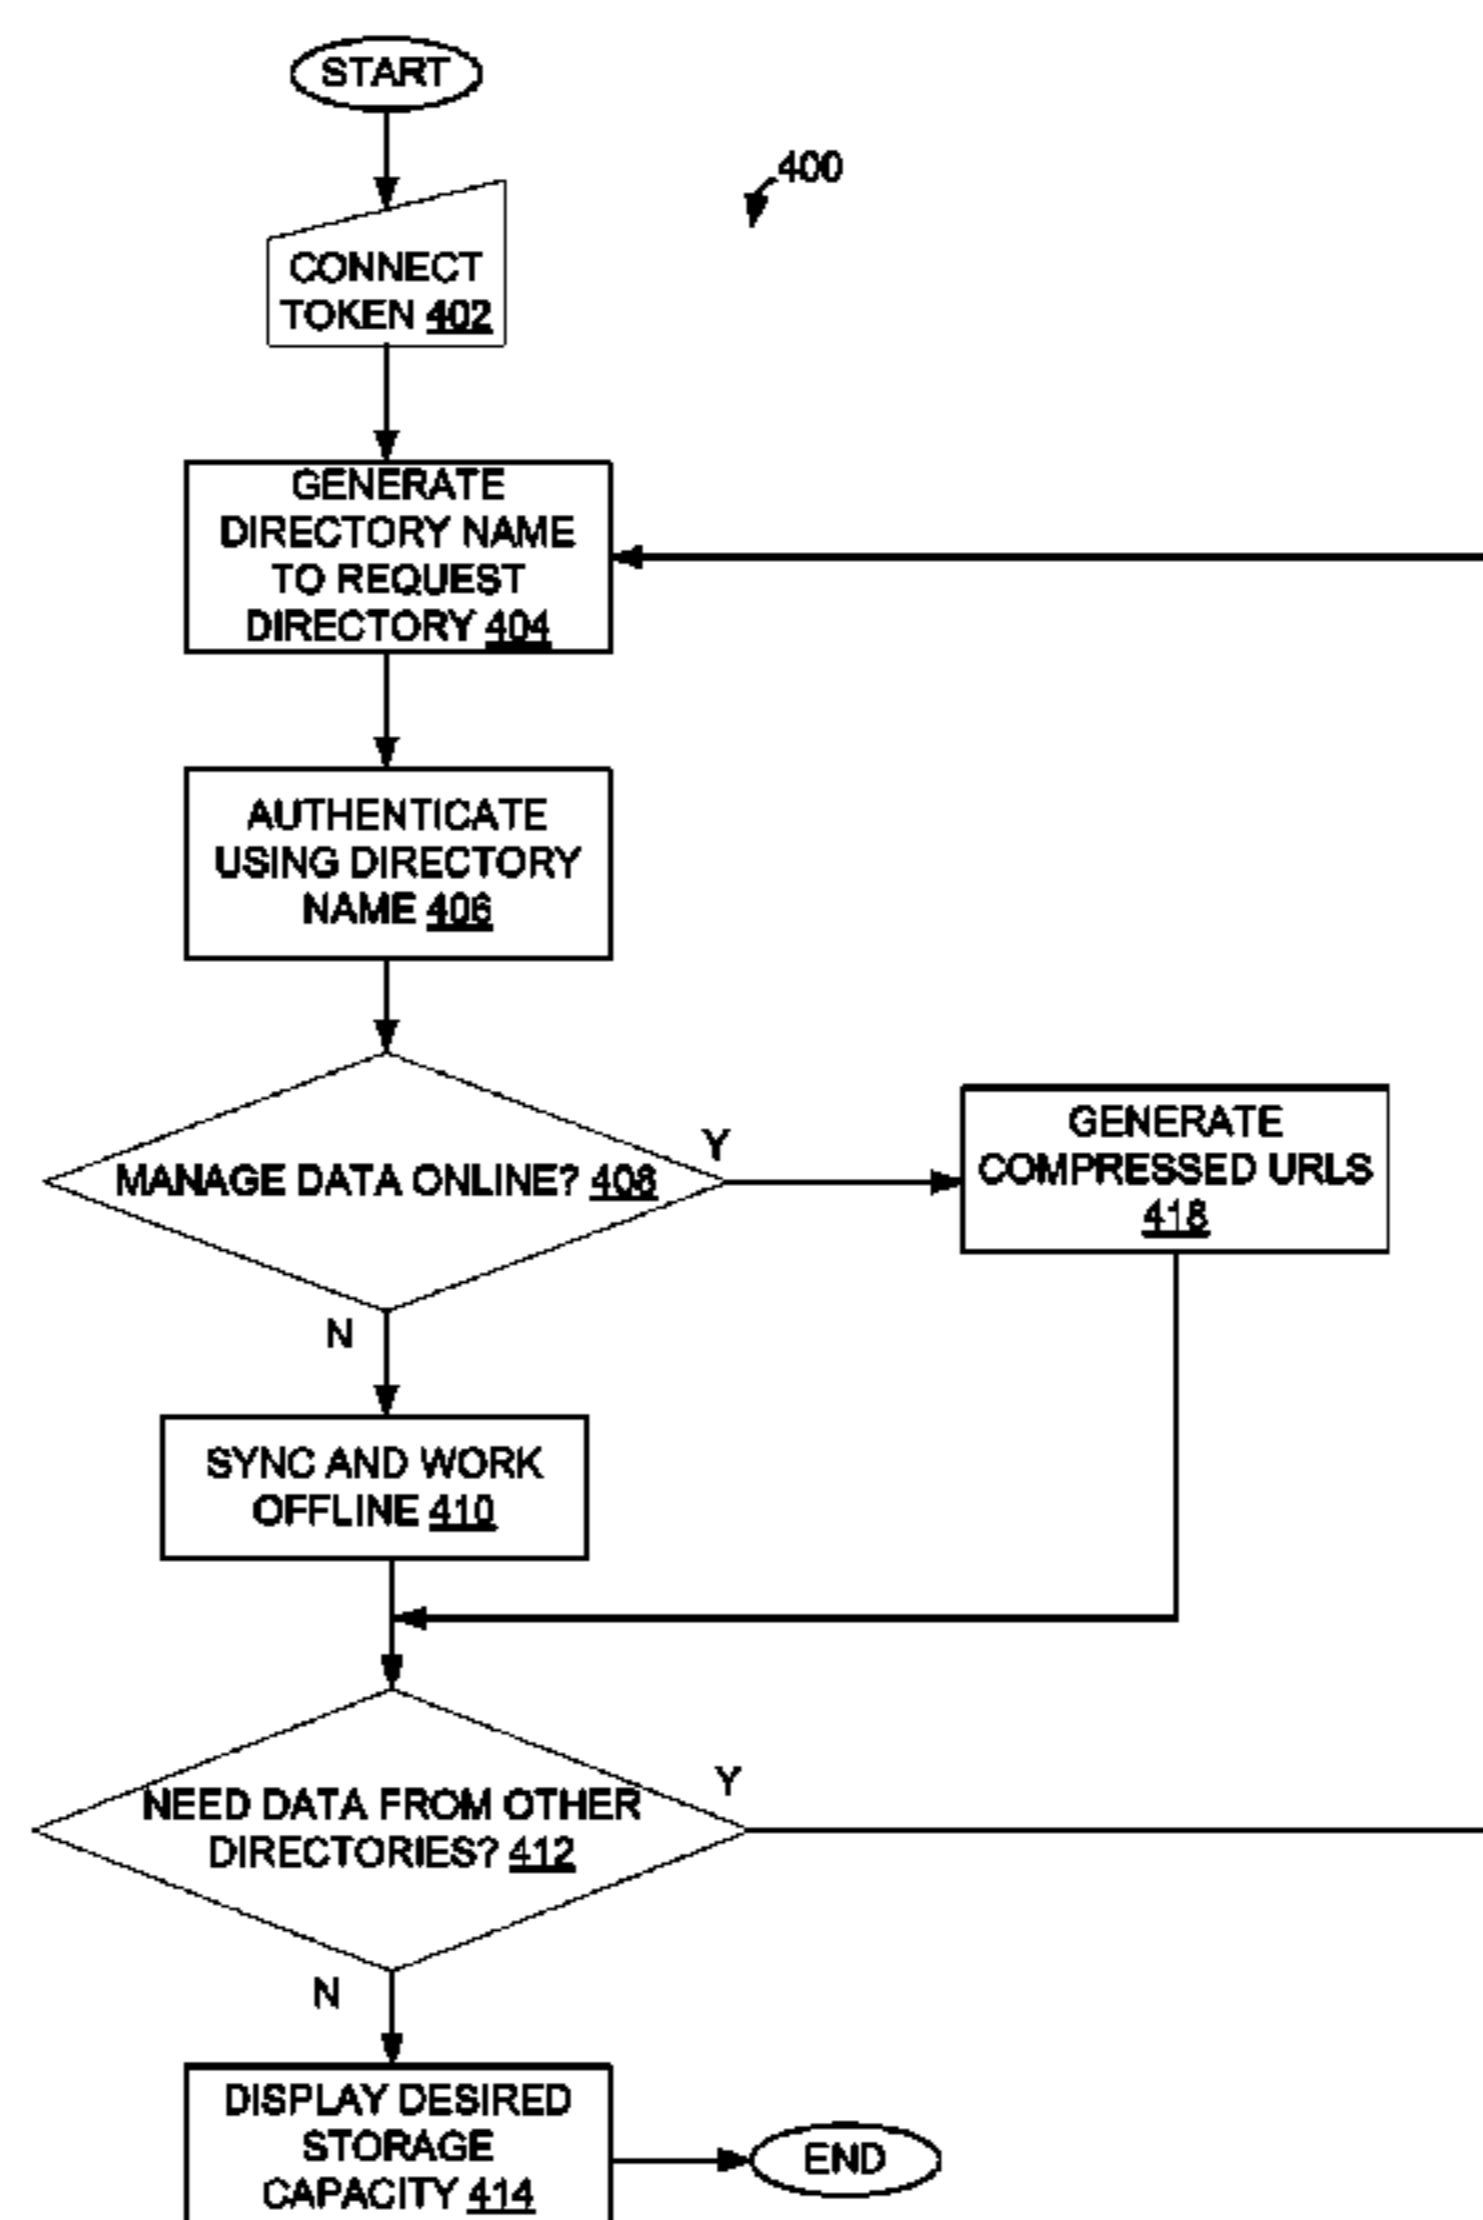 START
400
CONNECT
TOKEN 402
GENERATE
DIRECTORY NAME
TO REQUEST
DIRECTORY 404
AUTHENTICATE
USING DIRECTORY
NAME 406
MANAGE DATA ONLINE? 408
Y
GENERATE
COMPRESSED URLS
418
N
SYNC AND WORK
OFFLINE 410
NEED DATA FROM OTHER
DIRECTORIES? 412
Y
N
DISPLAY DESIRED
STORAGE
CAPACITY 414
END